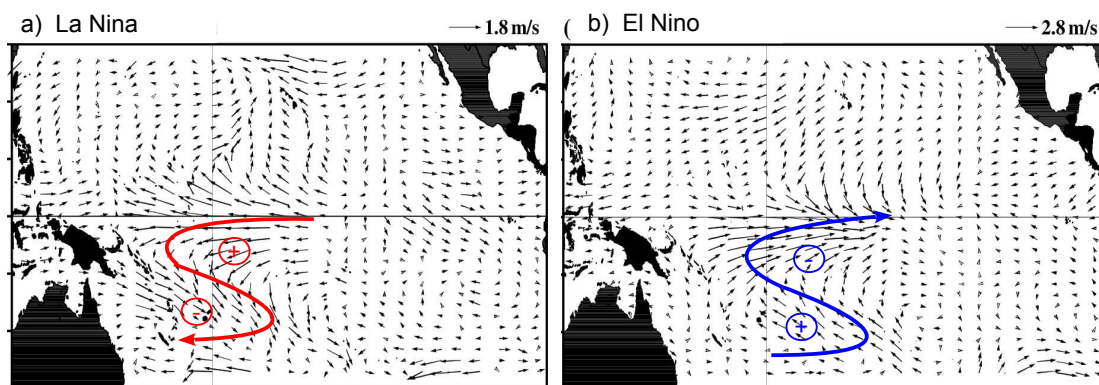 a) La Nina
1.8 m/s
( b) El Nino
2.8 m/s
+
-
-
+